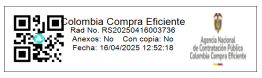 Colombia Compra Eficiente
Rad No. RS20250416003736
Anexos: No Con copia: No
Fecha: 16/04/2025 12:52:18
Agencia Nacional
de Contratación Pública
Colombia Compra Eficiente